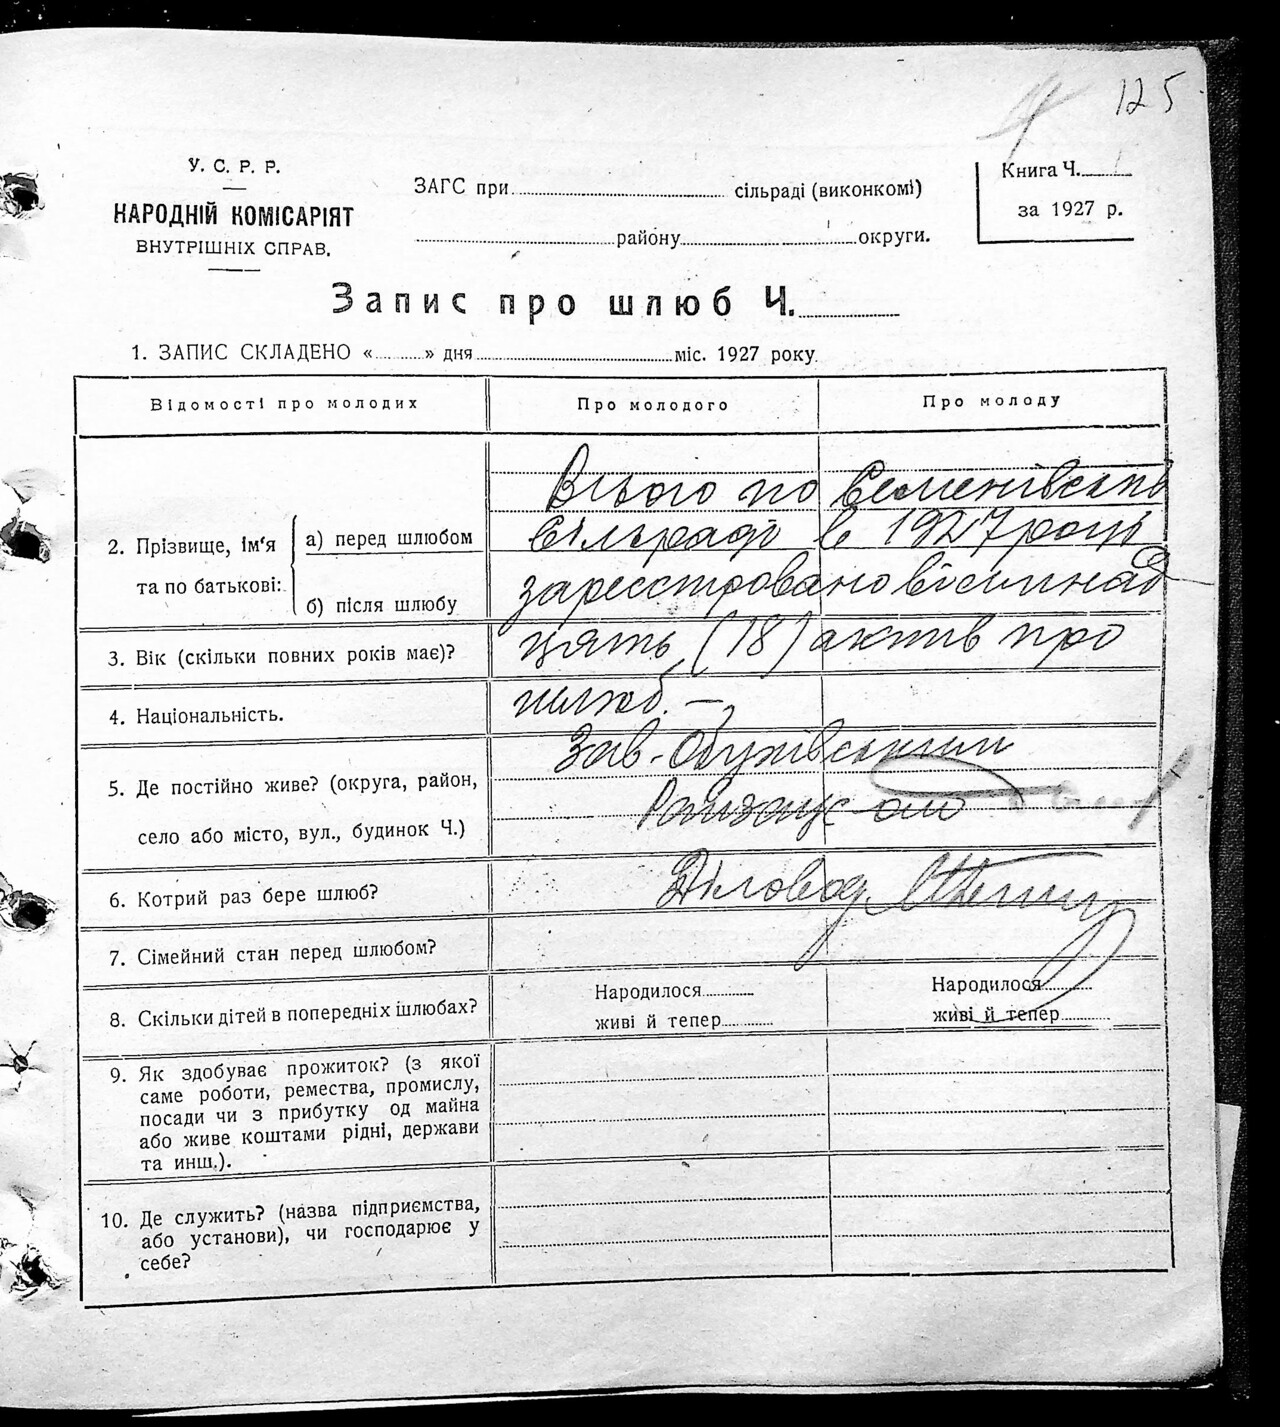 125
У. С. Р. Р.
НАРОДНІЙ КОМІСАРІЯТ
ВНУТРІШНІХ СПРАВ.
ЗАГС при сільраді (виконкомі)
району округи.
Книга Ч.
за 1927 р.
Запис про шлюб Ч.
1. ЗАПИС СКЛАДЕНО « » дня міс. 1927 року.
Відомості про молодих
Про молодого
Про молоду
2. Прізвище, ім'я та по батькові:
а) перед шлюбом
б) після шлюбу
Всього по Семенівській
сільраді в 1927 році
зареєстровано вісімнад
цять (18) актів про
шлюб. —
Зав. Обухівським
Райзагс-ом
Діловод
3. Вік (скільки повних років має)?
4. Національність.
5. Де постійно живе? (округа, район,
село або місто, вул., будинок Ч.)
6. Котрий раз бере шлюб?
7. Сімейний стан перед шлюбом?
8. Скільки дітей в попередніх шлюбах?
Народилося
живі й тепер
Народилося
живі й тепер
9. Як здобуває прожиток? (з якої
саме роботи, ремества, промислу,
посади чи з прибутку од майна
або живе коштами рідні, держави
та инш.).
10. Де служить? (назва підприємства,
або установи), чи господарює у
себе?